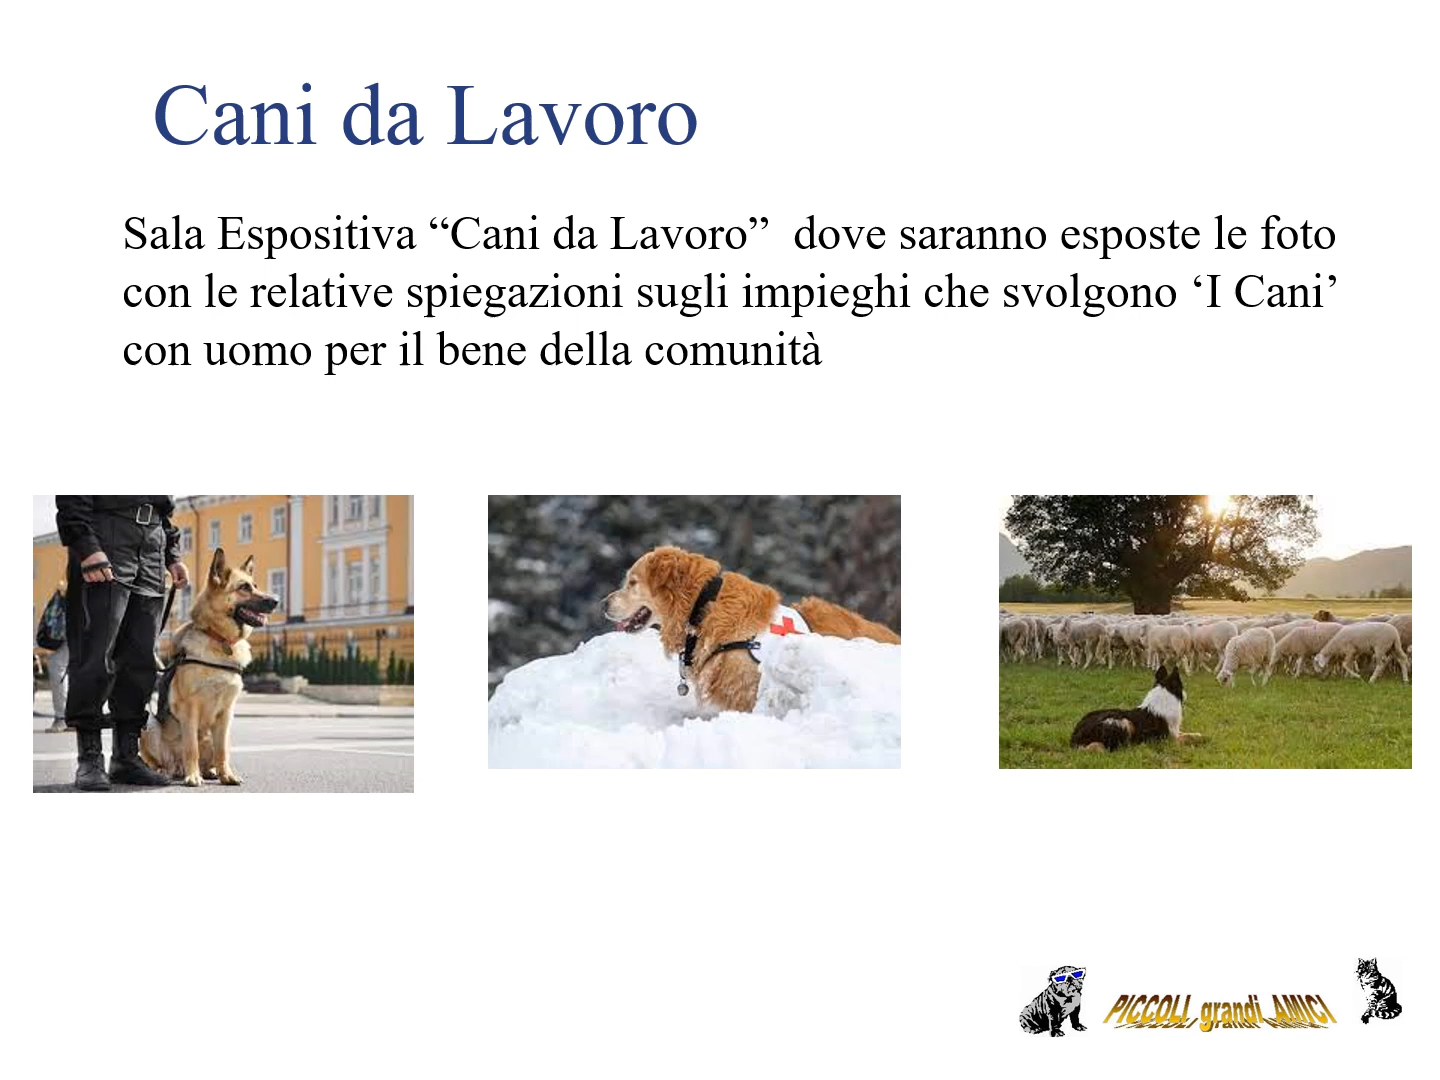 Cani da Lavoro
Sala Espositiva “Cani da Lavoro”  dove saranno esposte le foto
con le relative spiegazioni sugli impieghi che svolgono ‘I Cani’
con uomo per il bene della comunità
PICCOLI grandi AMICI